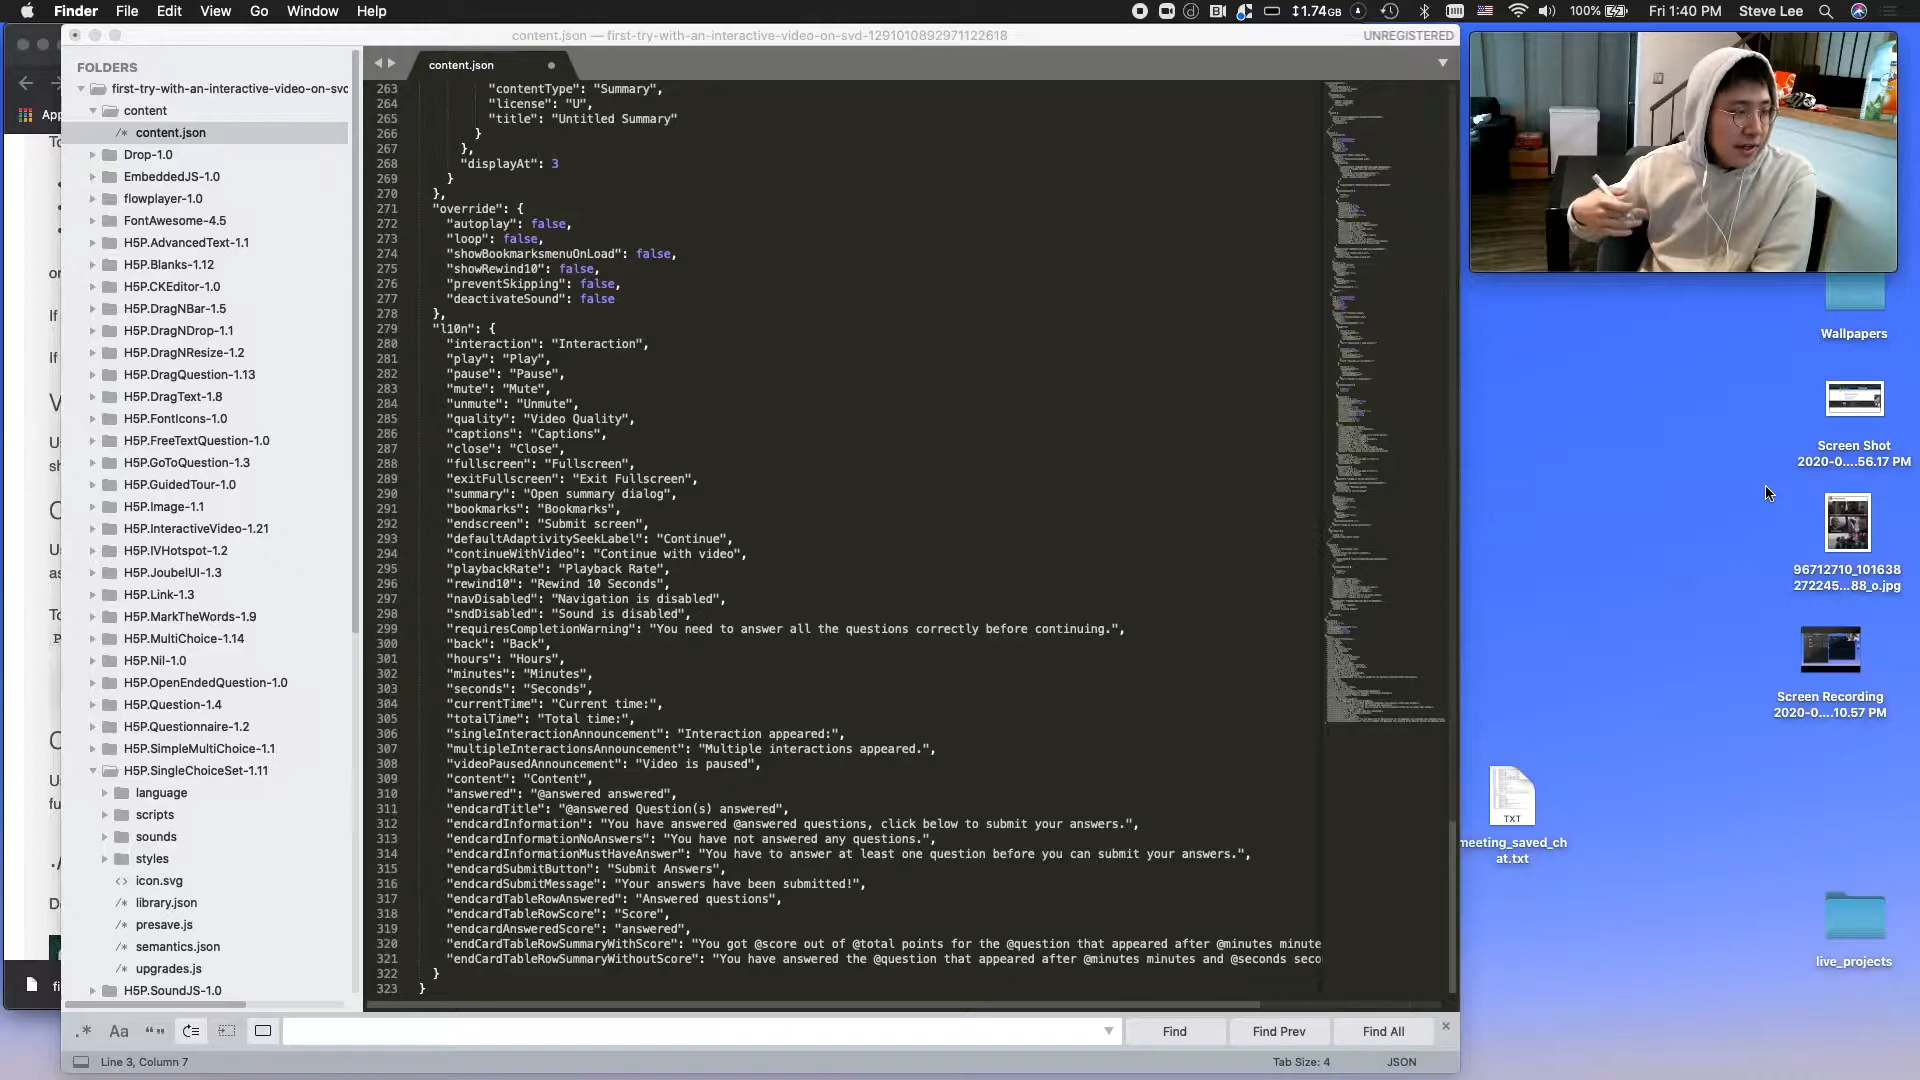 Finder File Edit View Go Window Help
1.74GB 100% Fri 1:40 PM Steve Lee
content.json — first-try-with-an-interactive-video-on-svd-1291010892971122618
UNREGISTERED
FOLDERS
first-try-with-an-interactive-video-on-svc
content
content.json
Drop-1.0
EmbeddedJS-1.0
flowplayer-1.0
FontAwesome-4.5
H5P.AdvancedText-1.1
H5P.Blanks-1.12
H5P.CKEditor-1.0
H5P.DragNBar-1.5
H5P.DragNDrop-1.1
H5P.DragNResize-1.2
H5P.DragQuestion-1.13
H5P.DragText-1.8
H5P.FontIcons-1.0
H5P.FreeTextQuestion-1.0
H5P.GoToQuestion-1.3
H5P.GuidedTour-1.0
H5P.Image-1.1
H5P.InteractiveVideo-1.21
H5P.IVHotspot-1.2
H5P.JoubelUI-1.3
H5P.Link-1.3
H5P.MarkTheWords-1.9
H5P.MultiChoice-1.14
H5P.Nil-1.0
H5P.OpenEndedQuestion-1.0
H5P.Question-1.4
H5P.Questionnaire-1.2
H5P.SimpleMultiChoice-1.1
H5P.SingleChoiceSet-1.11
language
scripts
sounds
styles
icon.svg
library.json
presave.js
semantics.json
upgrades.js
H5P.SoundJS-1.0
content.json
263 "contentType": "Summary",
264 "license": "U",
265 "title": "Untitled Summary"
266 }
267 },
268 "displayAt": 3
269 }
270 },
271 "override": {
272 "autoplay": false,
273 "loop": false,
274 "showBookmarksmenuOnLoad": false,
275 "showRewind10": false,
276 "preventSkipping": false,
277 "deactivateSound": false
278 },
279 "l10n": {
280 "interaction": "Interaction",
281 "play": "Play",
282 "pause": "Pause",
283 "mute": "Mute",
284 "unmute": "Unmute",
285 "quality": "Video Quality",
286 "captions": "Captions",
287 "close": "Close",
288 "fullscreen": "Fullscreen",
289 "exitFullscreen": "Exit Fullscreen",
290 "summary": "Open summary dialog",
291 "bookmarks": "Bookmarks",
292 "endscreen": "Submit screen",
293 "defaultAdaptivitySeekLabel": "Continue",
294 "continueWithVideo": "Continue with video",
295 "playbackRate": "Playback Rate",
296 "rewind10": "Rewind 10 Seconds",
297 "navDisabled": "Navigation is disabled",
298 "sndDisabled": "Sound is disabled",
299 "requiresCompletionWarning": "You need to answer all the questions correctly before continuing.",
300 "back": "Back",
301 "hours": "Hours",
302 "minutes": "Minutes",
303 "seconds": "Seconds",
304 "currentTime": "Current time:",
305 "totalTime": "Total time:",
306 "singleInteractionAnnouncement": "Interaction appeared:",
307 "multipleInteractionsAnnouncement": "Multiple interactions appeared.",
308 "videoPausedAnnouncement": "Video is paused",
309 "content": "Content",
310 "answered": "@answered answered",
311 "endcardTitle": "@answered Question(s) answered",
312 "endcardInformation": "You have answered @answered questions, click below to submit your answers.",
313 "endcardInformationNoAnswers": "You have not answered any questions.",
314 "endcardInformationMustHaveAnswer": "You have to answer at least one question before you can submit your answers.",
315 "endcardSubmitButton": "Submit Answers",
316 "endcardSubmitMessage": "Your answers have been submitted!",
317 "endcardTableRowAnswered": "Answered questions",
318 "endcardTableRowScore": "Score",
319 "endcardAnsweredScore": "answered",
320 "endCardTableRowSummaryWithScore": "You got @score out of @total points for the @question that appeared after @minutes minute
321 "endCardTableRowSummaryWithoutScore": "You have answered the @question that appeared after @minutes minutes and @seconds seco
322 }
323 }
Find Find Prev Find All
Line 3, Column 7
Tab Size: 4 JSON
Wallpapers
Screen Shot
2020-0....56.17 PM
96712710_101638
272245...88_o.jpg
Screen Recording
2020-0....10.57 PM
TXT
meeting_saved_ch
at.txt
live_projects